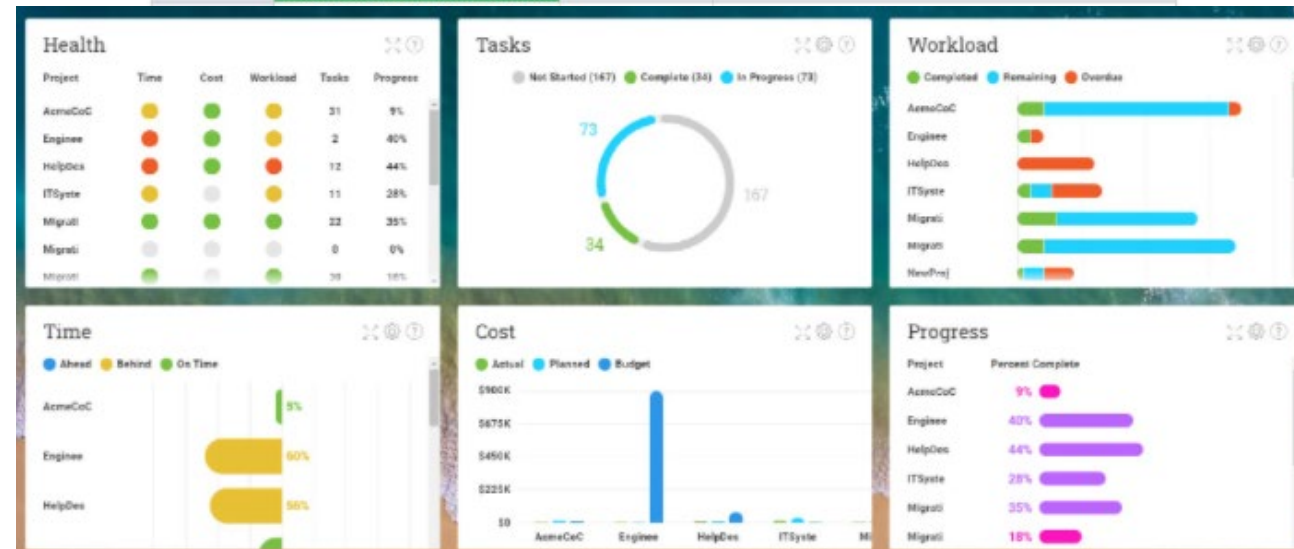 Health
Project Time Cost Workload Tasks Progress
AcmeCoC 31 9%
Enginee 2 40%
HelpDes 12 44%
ITSyste 11 28%
Migrati 22 35%
Migrati 0 0%
Migrati
Tasks
Not Started (167) Complete (34) In Progress (73)
73
167
34
Workload
Completed Remaining Overdue
AcmeCoC
Enginee
HelpDes
ITSyste
Migrati
Migrati
NewProj
Time
Ahead Behind On Time
AcmeCoC 5%
Enginee 60%
HelpDes 56%
Cost
Actual Planned Budget
$900K
$675K
$450K
$225K
$0
AcmeCoC Enginee HelpDes ITSyste Mi
Progress
Project Percent Complete
AcmeCoC 9%
Enginee 40%
HelpDes 44%
ITSyste 28%
Migrati 35%
Migrati 18%